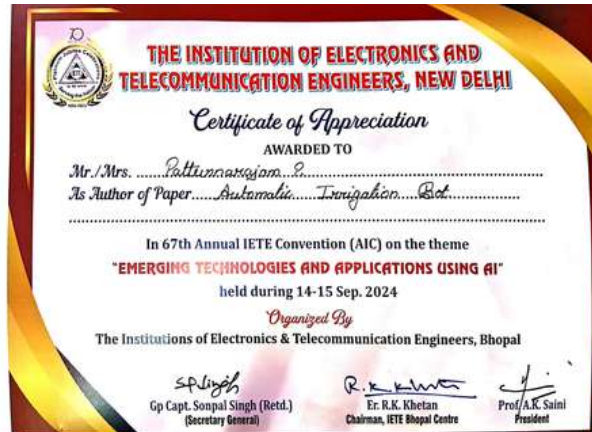 70
THE INSTITUTION OF ELECTRONICS AND
TELECOMMUNICATION ENGINEERS, NEW DELHI
Certificate of Appreciation
AWARDED TO
Mr./Mrs. ..... Pattunnarajam P.
As Author of Paper..... Automatic Irrigation Bot
In 67th Annual IETE Convention (AIC) on the theme
"EMERGING TECHNOLOGIES AND APPLICATIONS USING AI"
held during 14-15 Sep. 2024
Organized By
The Institutions of Electronics & Telecommunication Engineers, Bhopal
Gp Capt. Sonpal Singh (Retd.)
(Secretary General)
Er. R.K. Khetan
Chairman, IETE Bhopal Centre
Prof. A.K. Saini
President